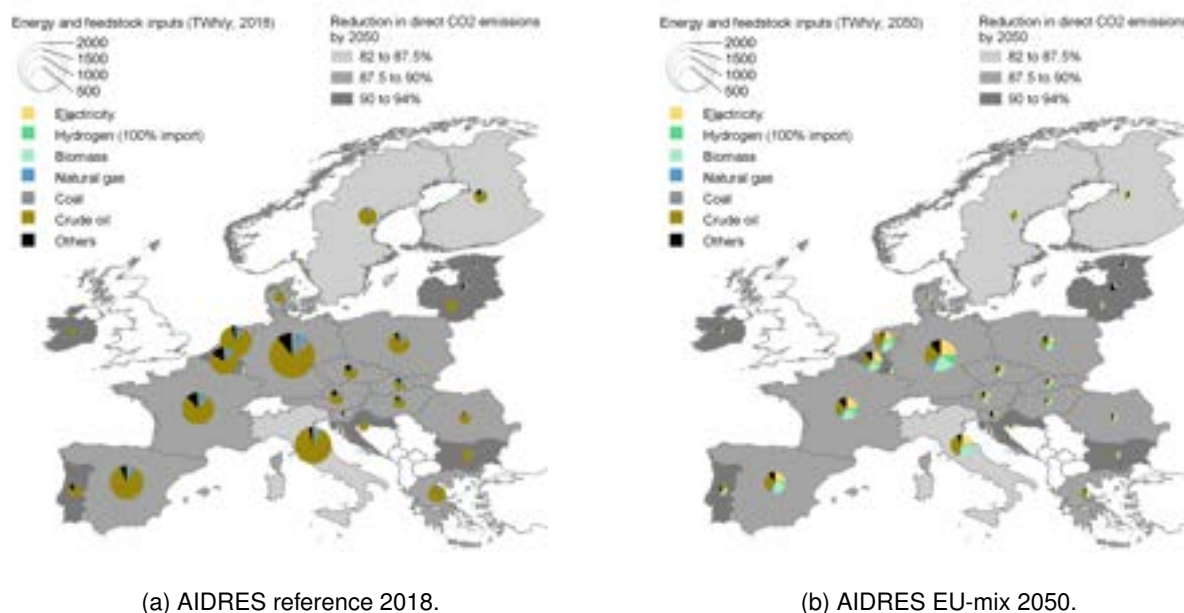 Energy and feedstock inputs (TWh/y, 2018)
2000
1500
1000
500
Electricity
Hydrogen (100% import)
Biomass
Natural gas
Coal
Crude oil
Others
Reduction in direct CO2 emissions
by 2050
82 to 87.5%
87.5 to 90%
90 to 94%
(a) AIDRES reference 2018.
Energy and feedstock inputs (TWh/y, 2050)
2000
1500
1000
500
Electricity
Hydrogen (100% import)
Biomass
Natural gas
Coal
Crude oil
Others
Reduction in direct CO2 emissions
by 2050
82 to 87.5%
87.5 to 90%
90 to 94%
(b) AIDRES EU-mix 2050.